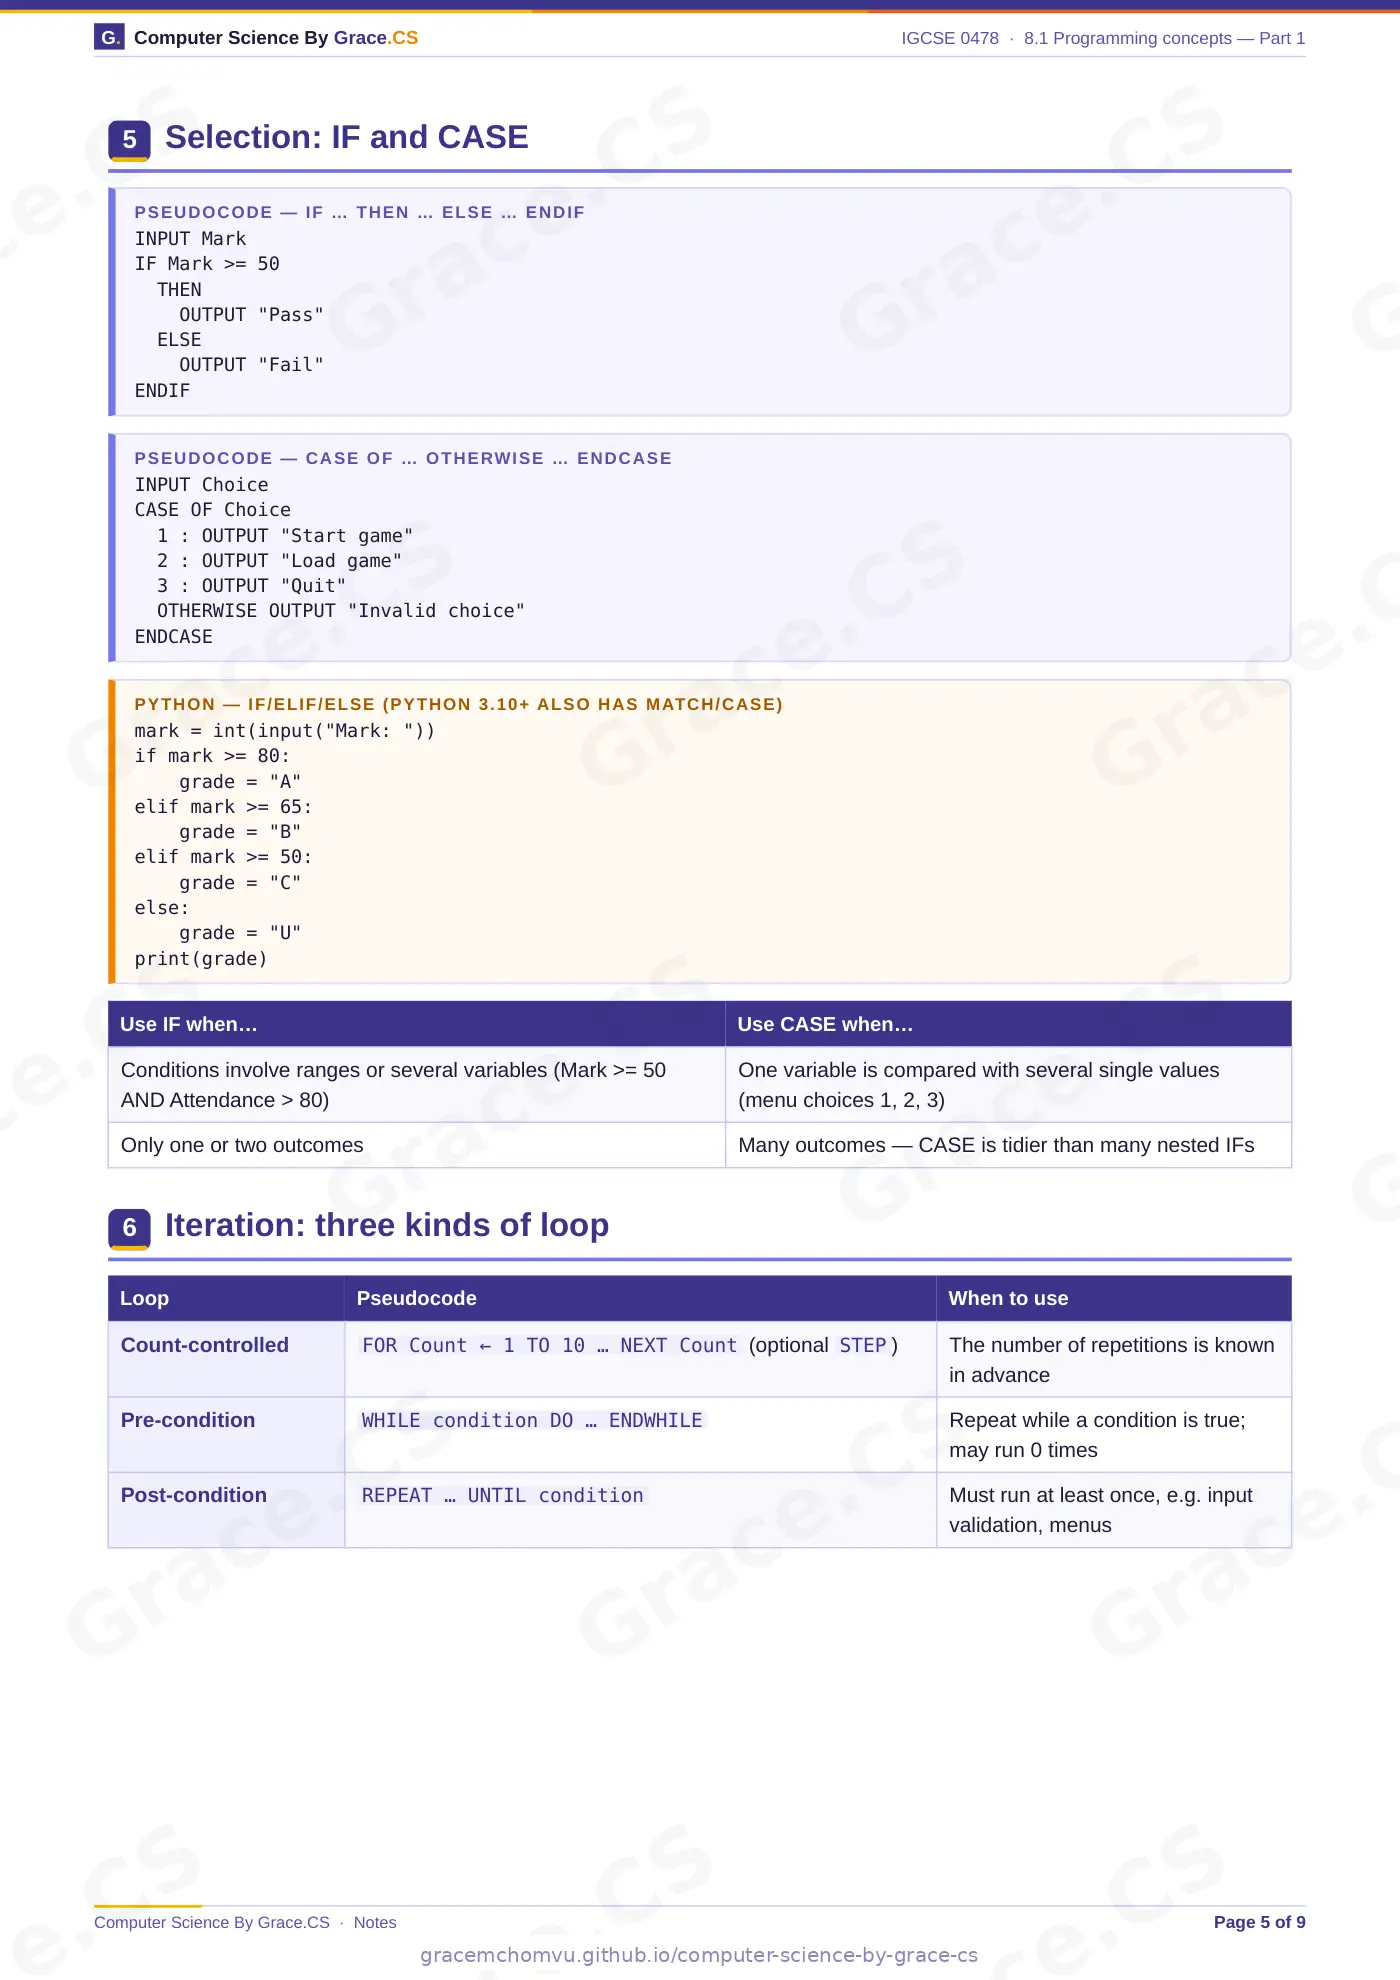 G. Computer Science By Grace.CS
IGCSE 0478 · 8.1 Programming concepts — Part 1
5 Selection: IF and CASE
PSEUDOCODE — IF … THEN … ELSE … ENDIF
INPUT Mark
IF Mark >= 50
  THEN
    OUTPUT "Pass"
  ELSE
    OUTPUT "Fail"
ENDIF
PSEUDOCODE — CASE OF … OTHERWISE … ENDCASE
INPUT Choice
CASE OF Choice
  1 : OUTPUT "Start game"
  2 : OUTPUT "Load game"
  3 : OUTPUT "Quit"
  OTHERWISE OUTPUT "Invalid choice"
ENDCASE
PYTHON — IF/ELIF/ELSE (PYTHON 3.10+ ALSO HAS MATCH/CASE)
mark = int(input("Mark: "))
if mark >= 80:
    grade = "A"
elif mark >= 65:
    grade = "B"
elif mark >= 50:
    grade = "C"
else:
    grade = "U"
print(grade)
Use IF when…
Use CASE when…
Conditions involve ranges or several variables (Mark >= 50
AND Attendance > 80)
One variable is compared with several single values
(menu choices 1, 2, 3)
Only one or two outcomes
Many outcomes — CASE is tidier than many nested IFs
6 Iteration: three kinds of loop
Loop
Pseudocode
When to use
Count-controlled
FOR Count ← 1 TO 10 … NEXT Count (optional STEP)
The number of repetitions is known
in advance
Pre-condition
WHILE condition DO … ENDWHILE
Repeat while a condition is true;
may run 0 times
Post-condition
REPEAT … UNTIL condition
Must run at least once, e.g. input
validation, menus
Computer Science By Grace.CS · Notes
Page 5 of 9
gracemchomvu.github.io/computer-science-by-grace-cs